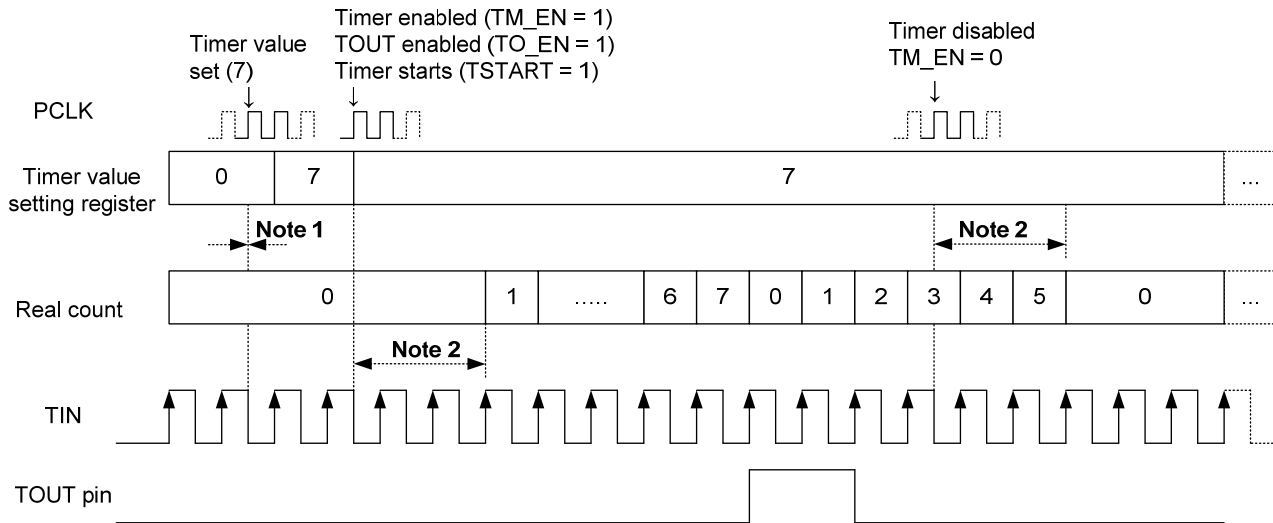 Timer value
set (7)
Timer enabled (TM_EN = 1)
TOUT enabled (TO_EN = 1)
Timer starts (TSTART = 1)
Timer disabled
TM_EN = 0
PCLK
Timer value
setting register
0 7 7 ...
Note 1
Note 2
Real count
0 1 ..... 6 7 0 1 2 3 4 5 0 ...
Note 2
TIN
TOUT pin